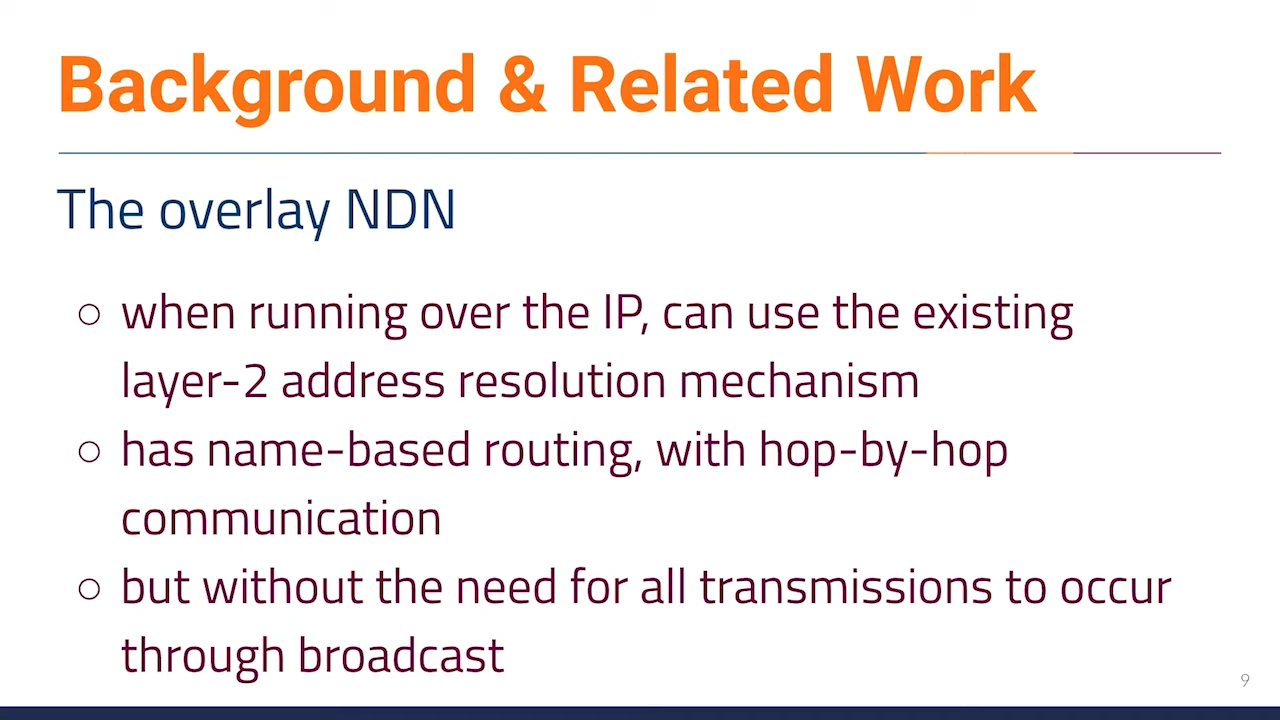 Background & Related Work
The overlay NDN
○ when running over the IP, can use the existing
layer-2 address resolution mechanism
○ has name-based routing, with hop-by-hop
communication
○ but without the need for all transmissions to occur
through broadcast
9